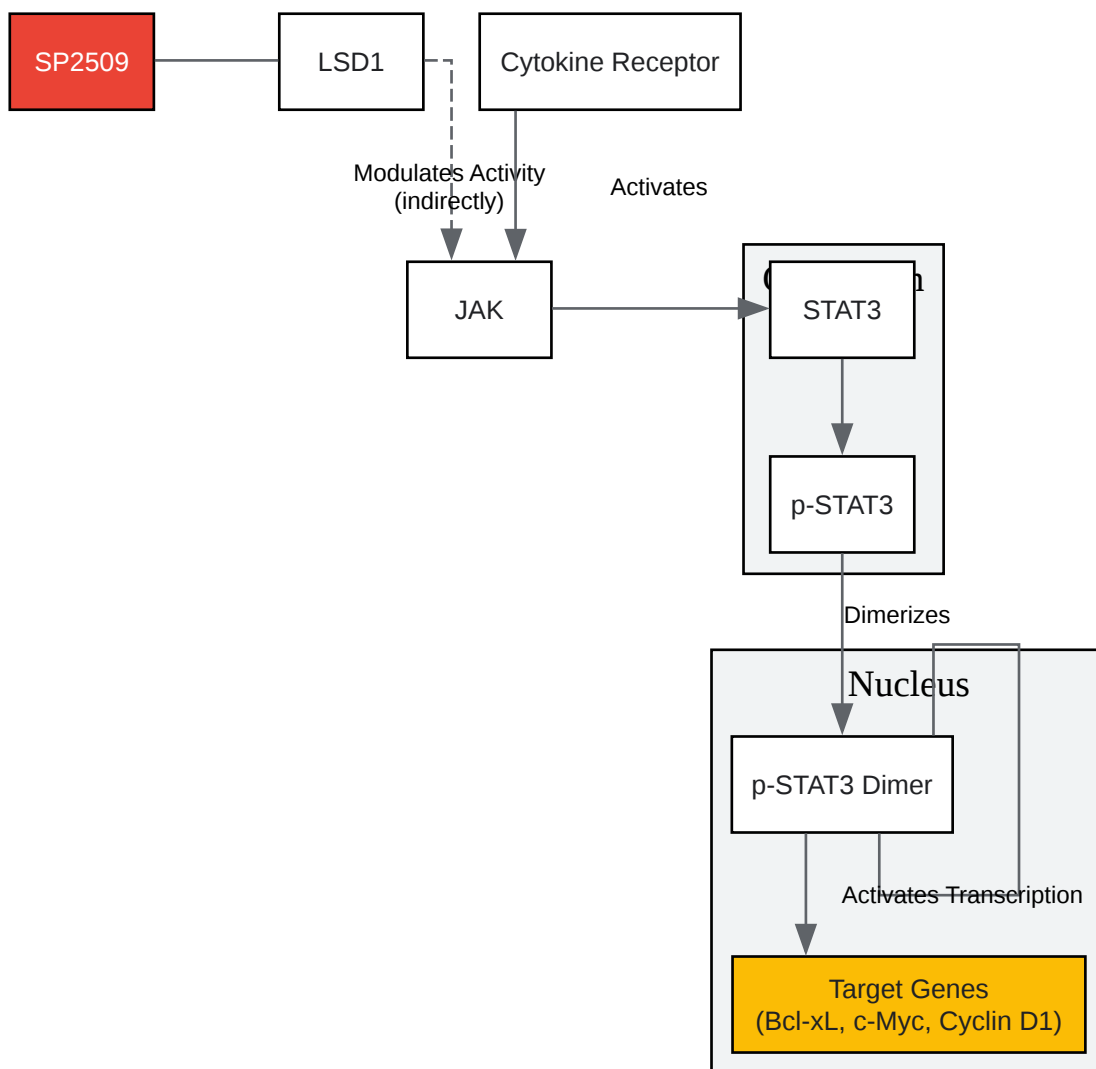 SP2509
LSD1
Cytokine Receptor
Modulates Activity
(indirectly)
Activates
JAK
STAT3
p-STAT3
Dimerizes
Nucleus
p-STAT3 Dimer
Activates Transcription
Target Genes
(Bcl-xL, c-Myc, Cyclin D1)